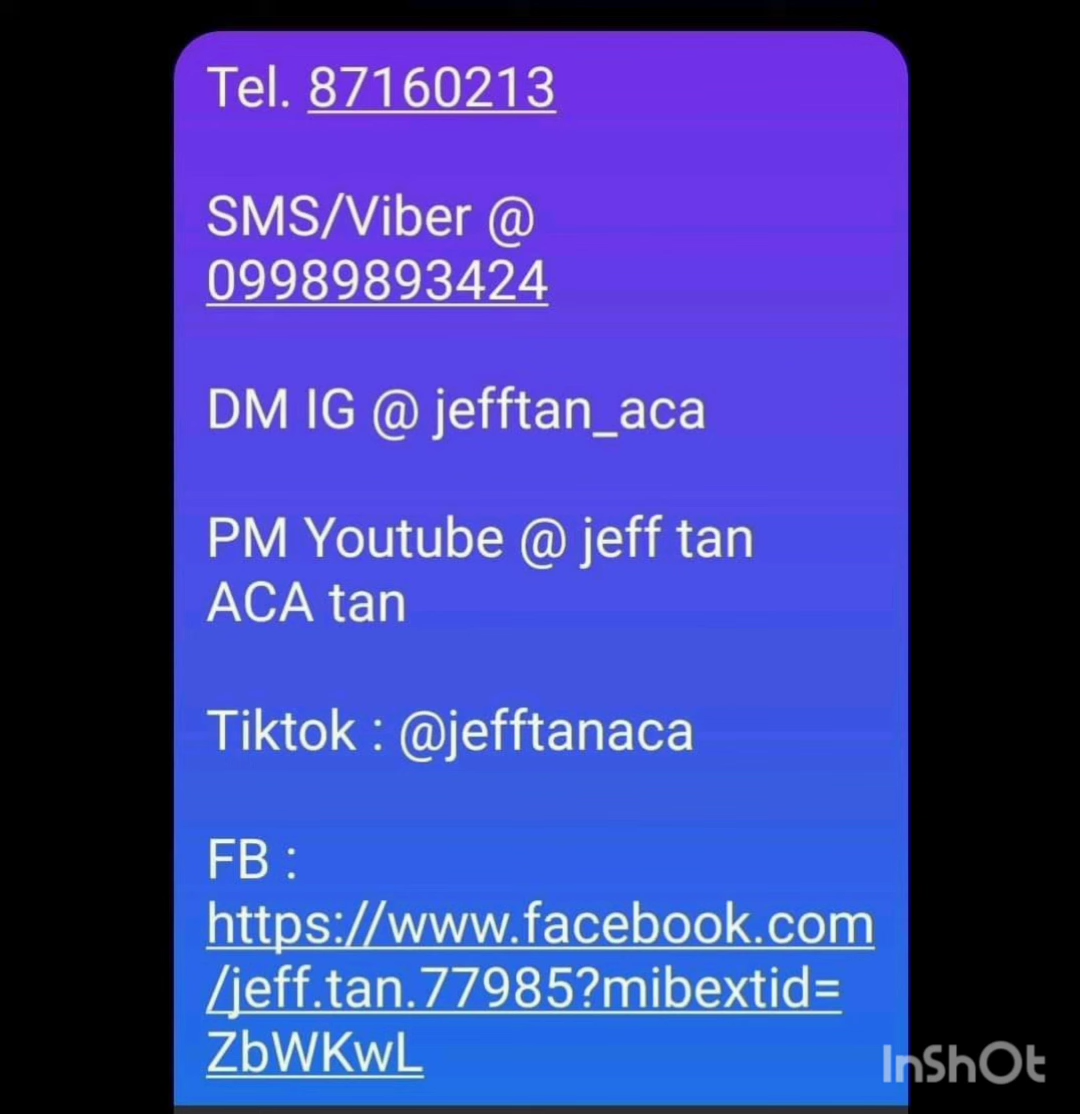 Tel. 87160213
SMS/Viber @
09989893424
DM IG @ jefftan_aca
PM Youtube @ jeff tan
ACA tan
Tiktok : @jefftanaca
FB :
https://www.facebook.com
/jeff.tan.77985?mibextid=
ZbWKwL
InShOt